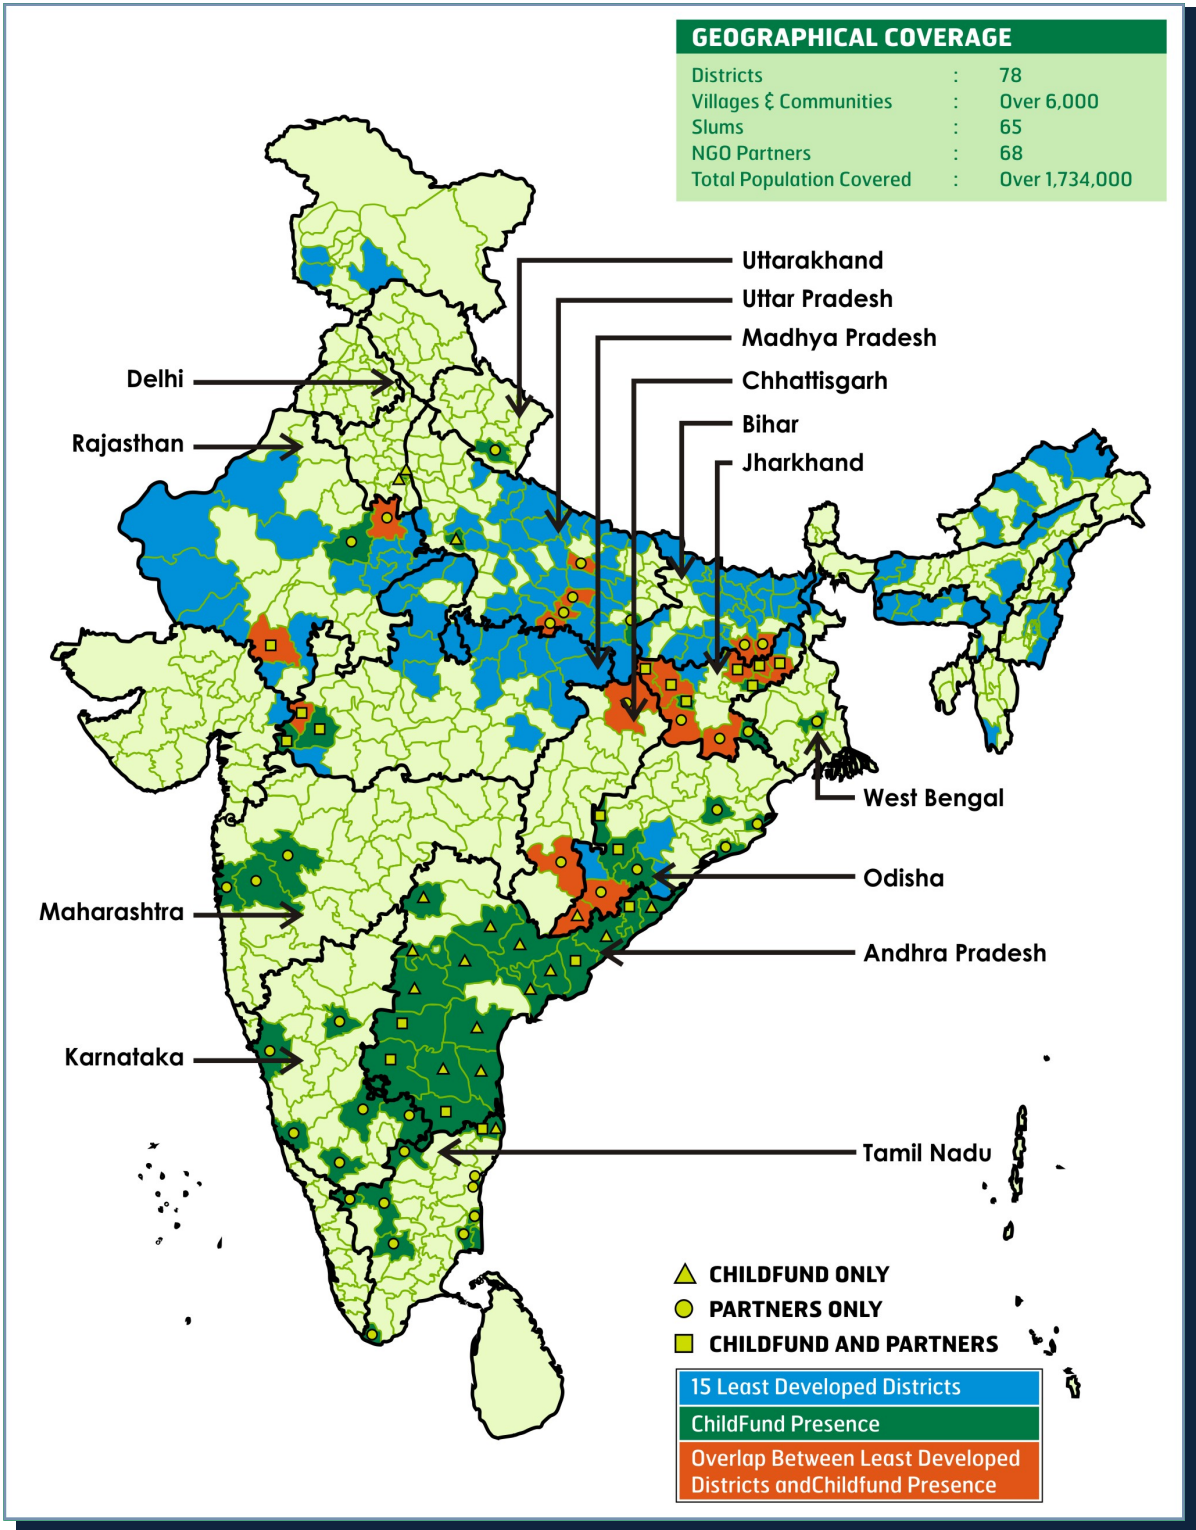 GEOGRAPHICAL COVERAGE
Districts : 78
Villages & Communities : Over 6,000
Slums : 65
NGO Partners : 68
Total Population Covered : Over 1,734,000
Uttarakhand
Uttar Pradesh
Madhya Pradesh
Delhi
Chhattisgarh
Bihar
Rajasthan
Jharkhand
West Bengal
Odisha
Maharashtra
Andhra Pradesh
Karnataka
Tamil Nadu
CHILDFUND ONLY
PARTNERS ONLY
CHILDFUND AND PARTNERS
15 Least Developed Districts
ChildFund Presence
Overlap Between Least Developed
Districts andChildfund Presence